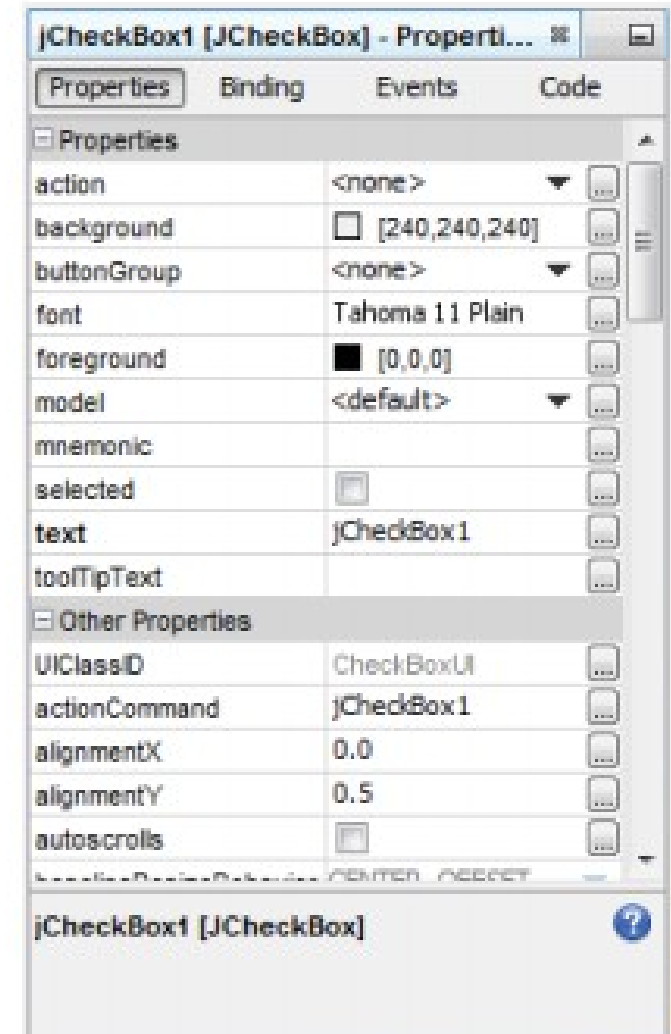 jCheckBox1 [JCheckBox] - Properti...
Properties Binding Events Code
Properties
action <none> ...
background [240,240,240] ...
buttonGroup <none> ...
font Tahoma 11 Plain ...
foreground [0,0,0] ...
model <default> ...
mnemonic ...
selected ...
text jCheckBox1 ...
toolTipText ...
Other Properties
UIClassID CheckBoxUI ...
actionCommand jCheckBox1 ...
alignmentX 0.0 ...
alignmentY 0.5 ...
autoscrolls ...
jCheckBox1 [JCheckBox]